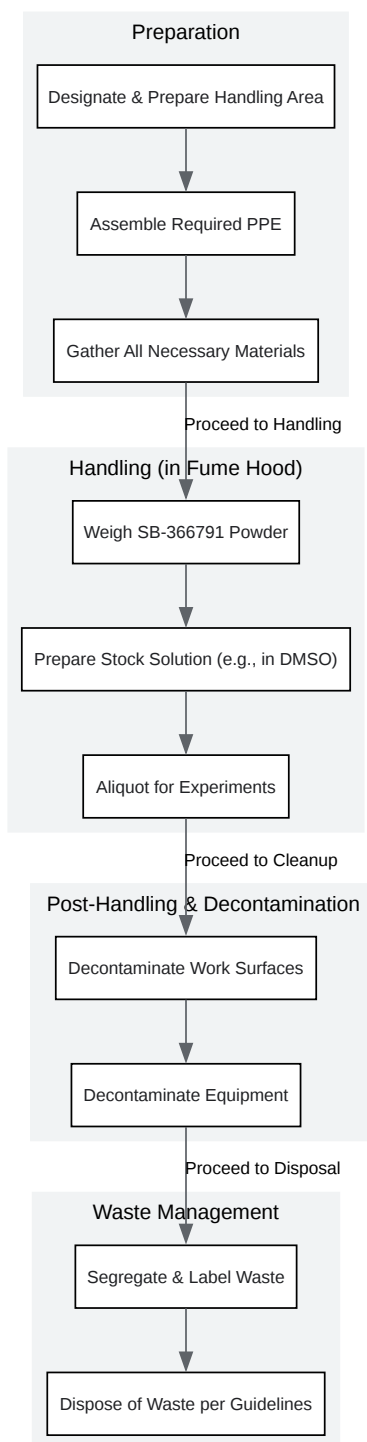 Preparation
Designate & Prepare Handling Area
Assemble Required PPE
Gather All Necessary Materials
Proceed to Handling
Handling (in Fume Hood)
Weigh SB-366791 Powder
Prepare Stock Solution (e.g., in DMSO)
Aliquot for Experiments
Proceed to Cleanup
Post-Handling & Decontamination
Decontaminate Work Surfaces
Decontaminate Equipment
Proceed to Disposal
Waste Management
Segregate & Label Waste
Dispose of Waste per Guidelines